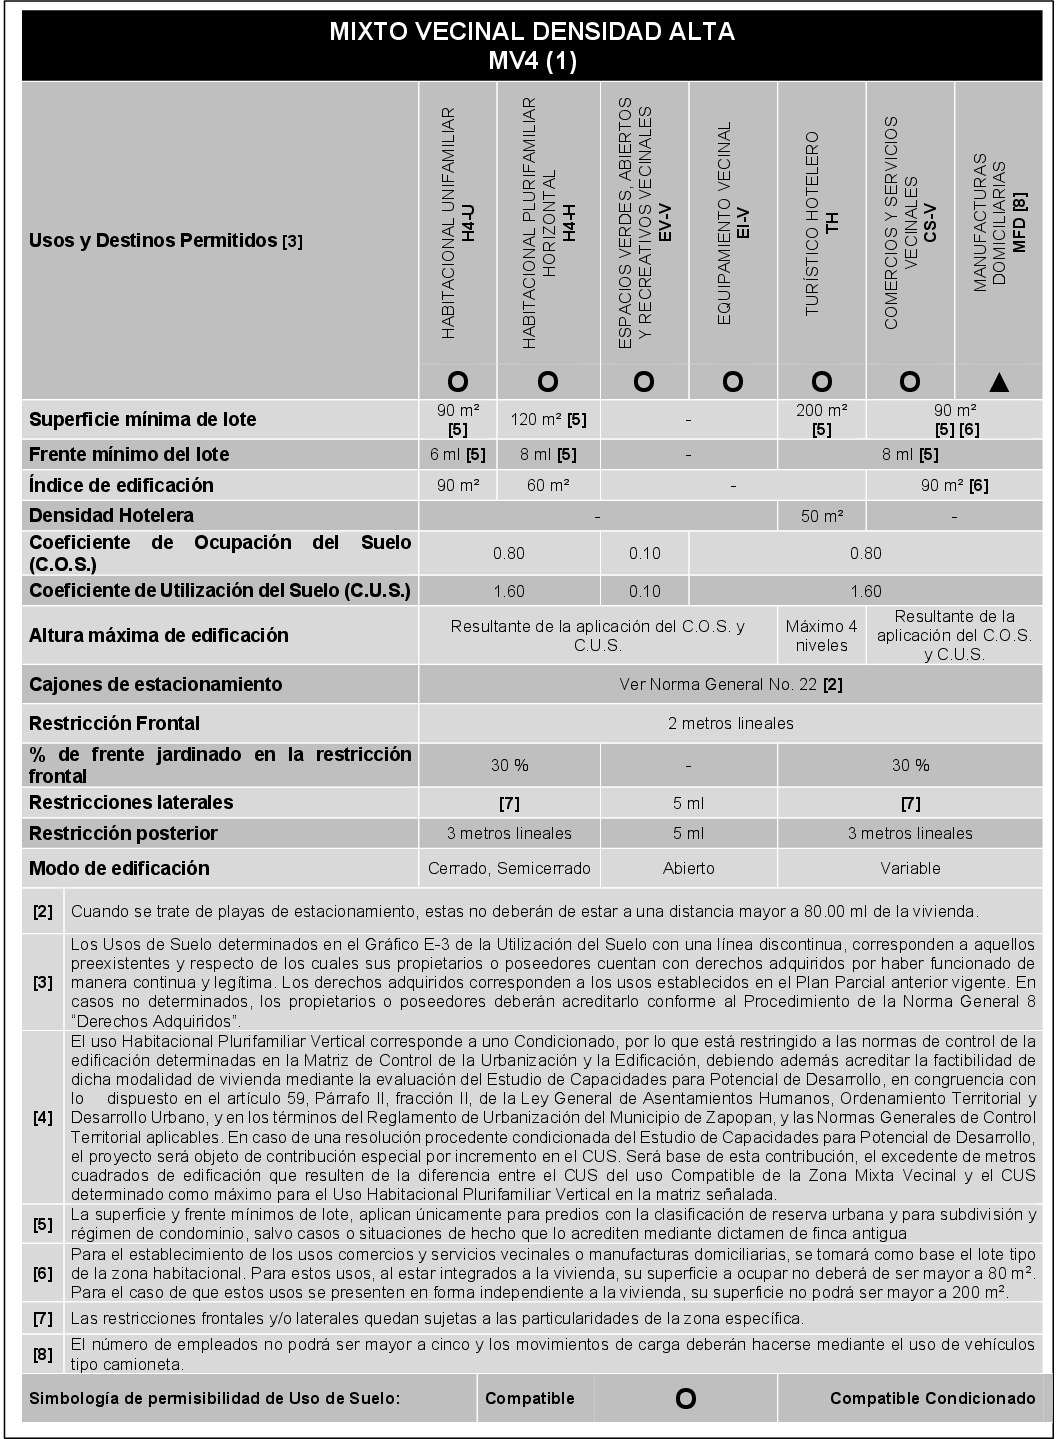 MIXTO VECINAL DENSIDAD ALTA
MV4 (1)
Usos y Destinos Permitidos [3]
HABITACIONAL UNIFAMILIAR
H4-U
HABITACIONAL PLURIFAMILIAR
HORIZONTAL
H4-H
ESPACIOS VERDES, ABIERTOS
Y RECREATIVOS VECINALES
EV-V
EQUIPAMIENTO VECINAL
EI-V
TURÍSTICO HOTELERO
TH
COMERCIOS Y SERVICIOS
VECINALES
CS-V
MANUFACTURAS
DOMICILIARIAS
MFD [8]
O O O O O O ▲
Superficie mínima de lote
90 m²
[5]
120 m² [5]
-
200 m²
[5]
90 m²
[5] [6]
Frente mínimo del lote
6 ml [5]
8 ml [5]
-
8 ml [5]
Índice de edificación
90 m²
60 m²
-
90 m² [6]
Densidad Hotelera
-
50 m²
-
Coeficiente de Ocupación del Suelo
(C.O.S.)
0.80
0.10
0.80
Coeficiente de Utilización del Suelo (C.U.S.)
1.60
0.10
1.60
Altura máxima de edificación
Resultante de la aplicación del C.O.S. y
C.U.S.
Máximo 4
niveles
Resultante de la
aplicación del C.O.S.
y C.U.S.
Cajones de estacionamiento
Ver Norma General No. 22 [2]
Restricción Frontal
2 metros lineales
% de frente jardinado en la restricción
frontal
30 %
-
30 %
Restricciones laterales
[7]
5 ml
[7]
Restricción posterior
3 metros lineales
5 ml
3 metros lineales
Modo de edificación
Cerrado, Semicerrado
Abierto
Variable
[2] Cuando se trate de playas de estacionamiento, estas no deberán de estar a una distancia mayor a 80.00 ml de la vivienda.
[3] Los Usos de Suelo determinados en el Gráfico E-3 de la Utilización del Suelo con una línea discontinua, corresponden a aquellos
preexistentes y respecto de los cuales sus propietarios o poseedores cuentan con derechos adquiridos por haber funcionado de
manera continua y legítima. Los derechos adquiridos corresponden a los usos establecidos en el Plan Parcial anterior vigente. En
casos no determinados, los propietarios o poseedores deberán acreditarlo conforme al Procedimiento de la Norma General 8
“Derechos Adquiridos”.
[4] El uso Habitacional Plurifamiliar Vertical corresponde a uno Condicionado, por lo que está restringido a las normas de control de la
edificación determinadas en la Matriz de Control de la Urbanización y la Edificación, debiendo además acreditar la factibilidad de
dicha modalidad de vivienda mediante la evaluación del Estudio de Capacidades para Potencial de Desarrollo, en congruencia con
lo dispuesto en el artículo 59, Párrafo II, fracción II, de la Ley General de Asentamientos Humanos, Ordenamiento Territorial y
Desarrollo Urbano, y en los términos del Reglamento de Urbanización del Municipio de Zapopan, y las Normas Generales de Control
Territorial aplicables. En caso de una resolución procedente condicionada del Estudio de Capacidades para Potencial de Desarrollo,
el proyecto será objeto de contribución especial por incremento en el CUS. Será base de esta contribución, el excedente de metros
cuadrados de edificación que resulten de la diferencia entre el CUS del uso Compatible de la Zona Mixta Vecinal y el CUS
determinado como máximo para el Uso Habitacional Plurifamiliar Vertical en la matriz señalada.
[5] La superficie y frente mínimos de lote, aplican únicamente para predios con la clasificación de reserva urbana y para subdivisión y
régimen de condominio, salvo casos o situaciones de hecho que lo acrediten mediante dictamen de finca antigua
[6] Para el establecimiento de los usos comercios y servicios vecinales o manufacturas domiciliarias, se tomará como base el lote tipo
de la zona habitacional. Para estos usos, al estar integrados a la vivienda, su superficie a ocupar no deberá de ser mayor a 80 m².
Para el caso de que estos usos se presenten en forma independiente a la vivienda, su superficie no podrá ser mayor a 200 m².
[7] Las restricciones frontales y/o laterales quedan sujetas a las particularidades de la zona específica.
[8] El número de empleados no podrá ser mayor a cinco y los movimientos de carga deberán hacerse mediante el uso de vehículos
tipo camioneta.
Simbología de permisibilidad de Uso de Suelo:
Compatible
O
Compatible Condicionado